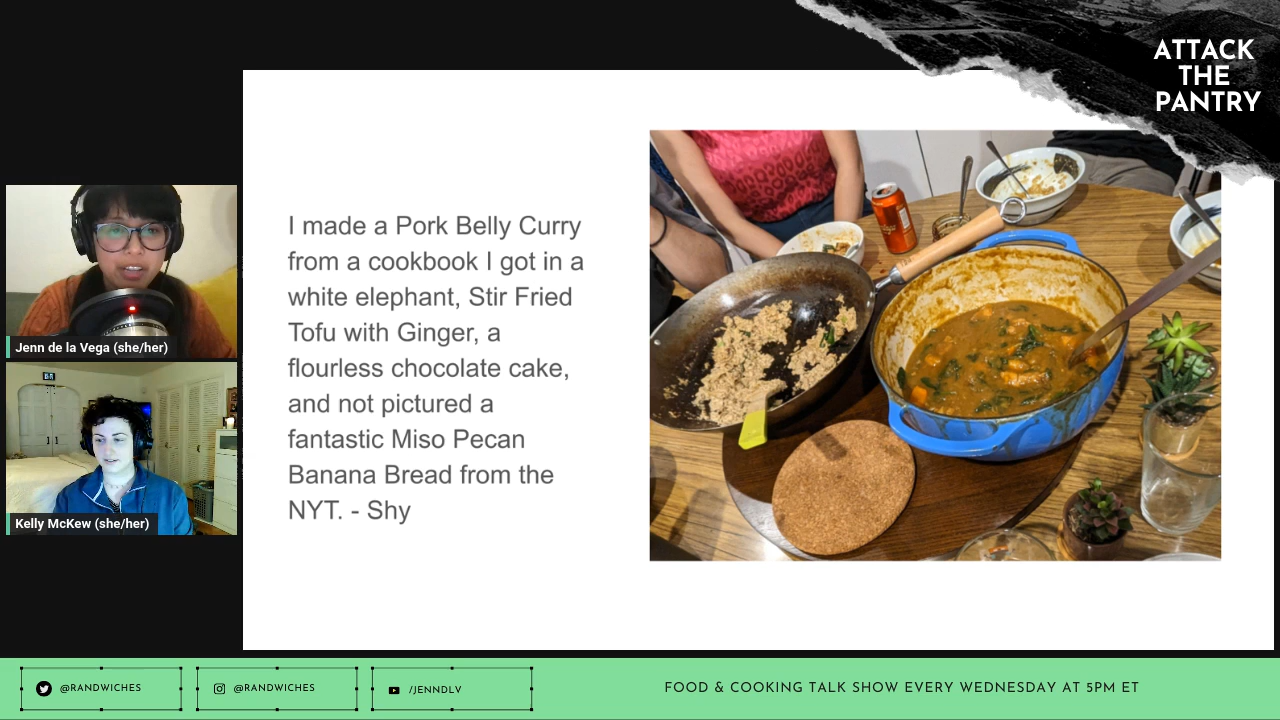 ATTACK
THE
PANTRY
I made a Pork Belly Curry
from a cookbook I got in a
white elephant, Stir Fried
Tofu with Ginger, a
flourless chocolate cake,
and not pictured a
fantastic Miso Pecan
Banana Bread from the
NYT. - Shy
Jenn de la Vega (she/her)
Kelly McKew (she/her)
@RANDWICHES
@RANDWICHES
/JENNDLV
FOOD & COOKING TALK SHOW EVERY WEDNESDAY AT 5PM ET